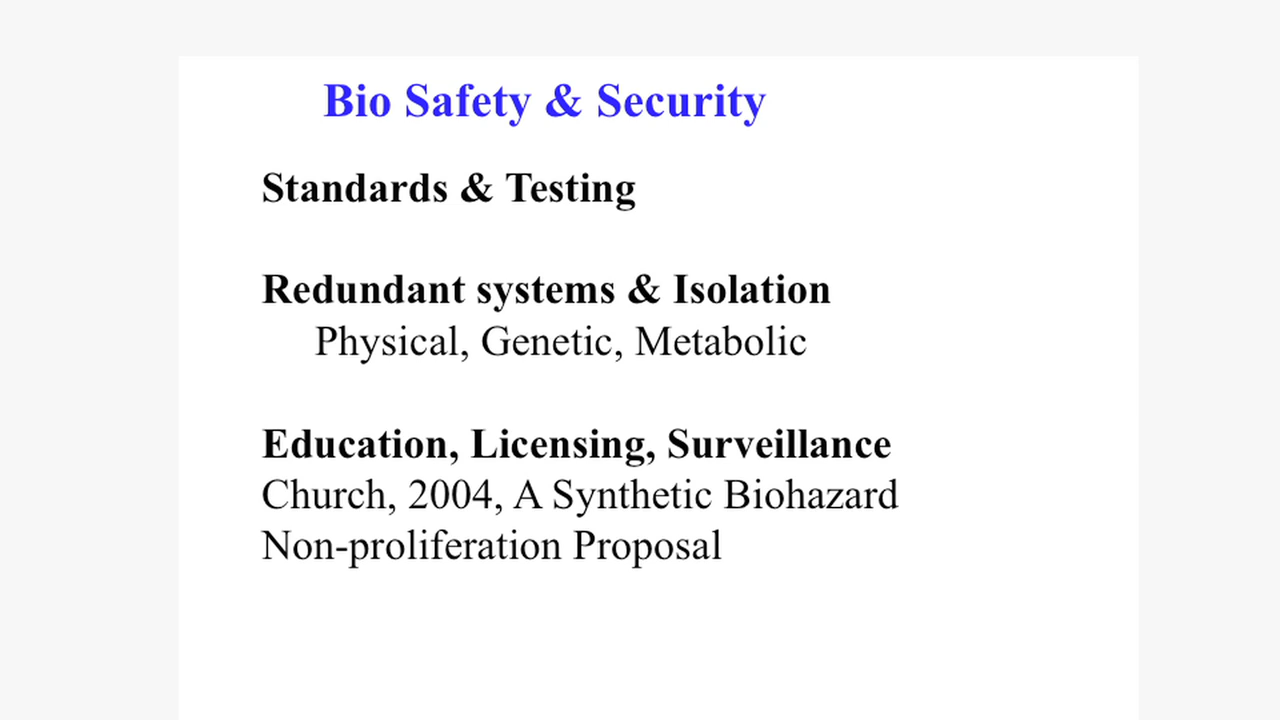 Bio Safety & Security
Standards & Testing
Redundant systems & Isolation
Physical, Genetic, Metabolic
Education, Licensing, Surveillance
Church, 2004, A Synthetic Biohazard
Non-proliferation Proposal